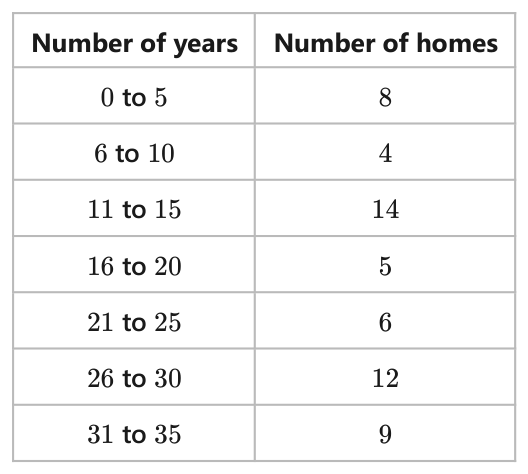 Number of years Number of homes
0 to 5 8
6 to 10 4
11 to 15 14
16 to 20 5
21 to 25 6
26 to 30 12
31 to 35 9